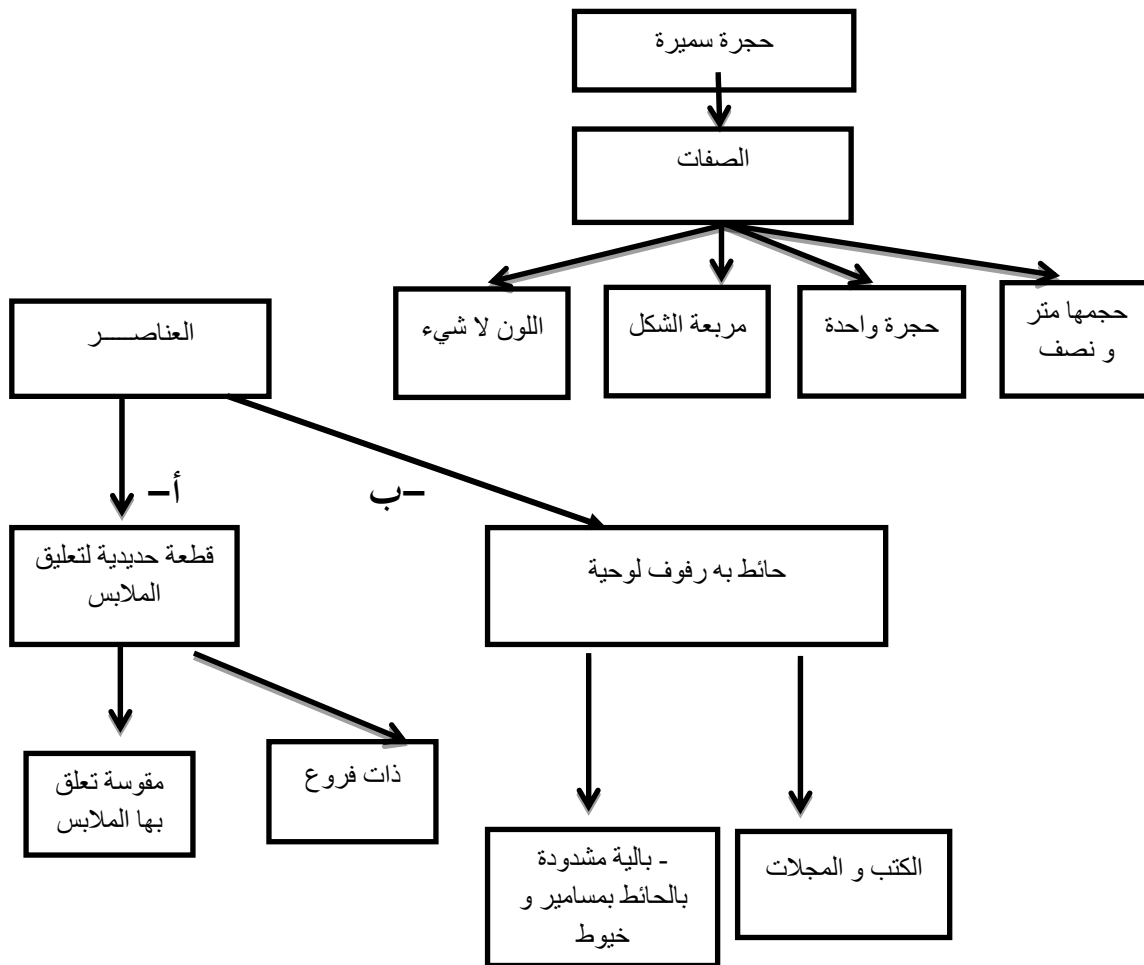 حجرة سميرة
الصفات
حجمها متر
و نصف
حجرة واحدة
مربعة الشكل
اللون لا شيء
العناصـــــر
أ–
ب–
قطعة حديدية لتعليق
الملابس
حائط به رفوف لوحية
ذات فروع
مقوسة تعلق
بها الملابس
الكتب و المجلات
- بالية مشدودة
بالحائط بمسامير و
خيوط